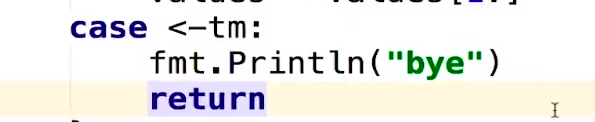 case <-tm:
fmt.Println("bye")
return